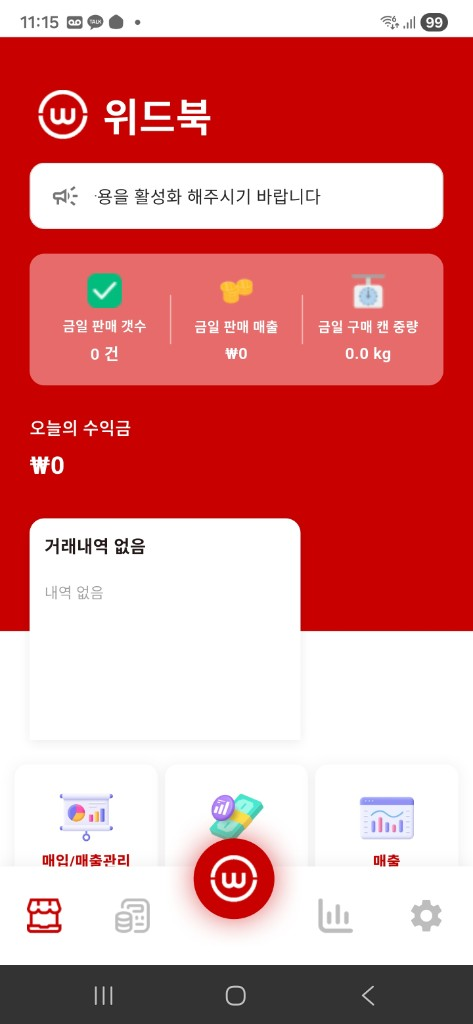 11:15
99
위드북
용을 활성화 해주시기 바랍니다
금일 판매 갯수
금일 판매 매출
금일 구매 캔 중량
0 건
₩0
0.0 kg
오늘의 수익금
₩0
거래내역 없음
내역 없음
매입/매출관리
매출